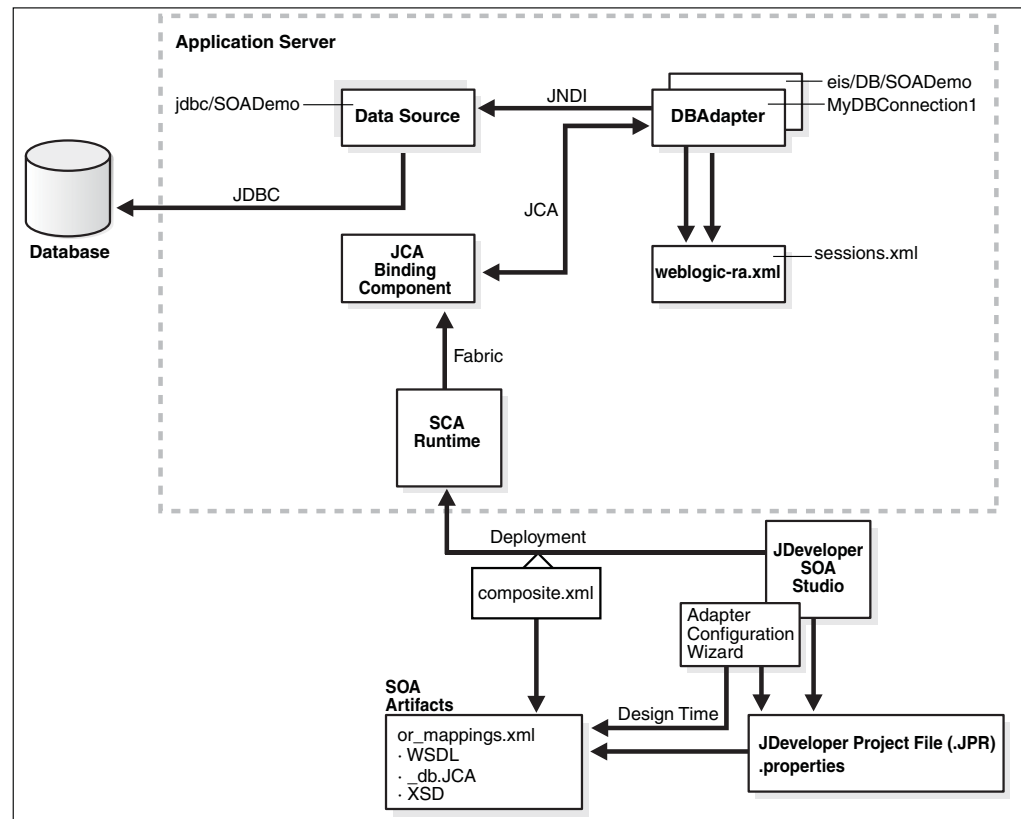 Application Server
eis/DB/SOADemo
jdbc/SOADemo
JNDI
MyDBConnection1
Data Source
DBAdapter
JDBC
JCA
Database
JCA
Binding
Component
sessions.xml
weblogic-ra.xml
Fabric
SCA
Runtime
Deployment
JDeveloper
SOA
Studio
composite.xml
Adapter
Configuration
Wizard
SOA
Artifacts
Design Time
or_mappings.xml
· WSDL
· _db.JCA
· XSD
JDeveloper Project File (.JPR)
.properties